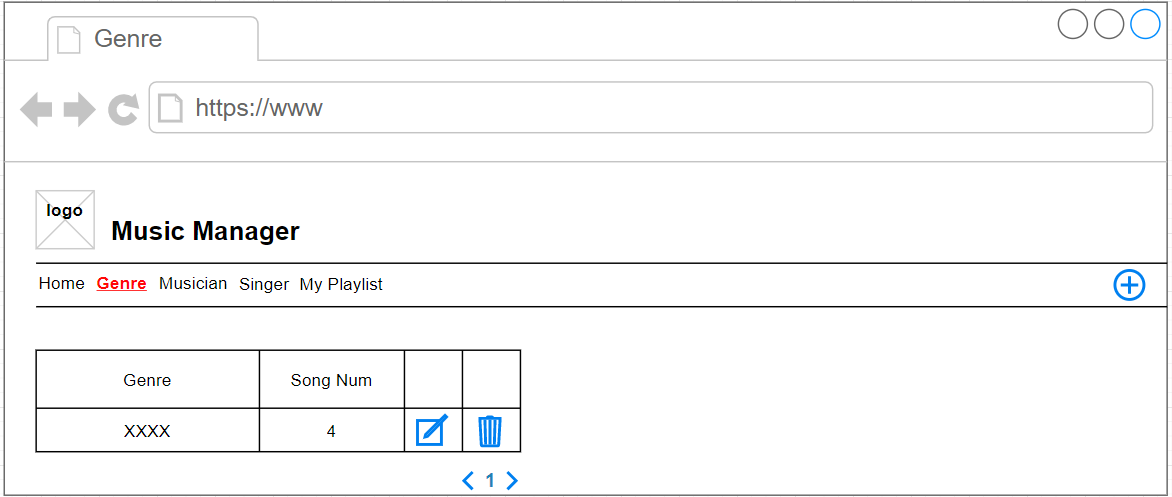 Genre
https://www
logo
Music Manager
Home Genre Musician Singer My Playlist
Genre Song Num
XXXX 4
1